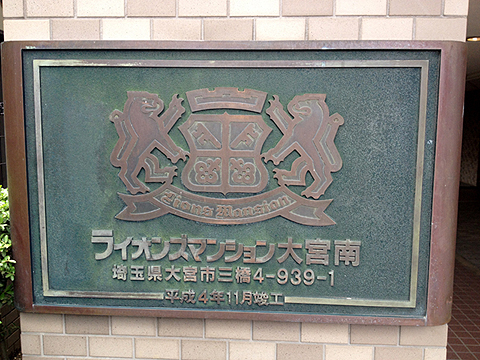 Lions Mansion
ライオンズマンション大宮南
埼玉県大宮市三橋4-939-1
平成4年11月竣工